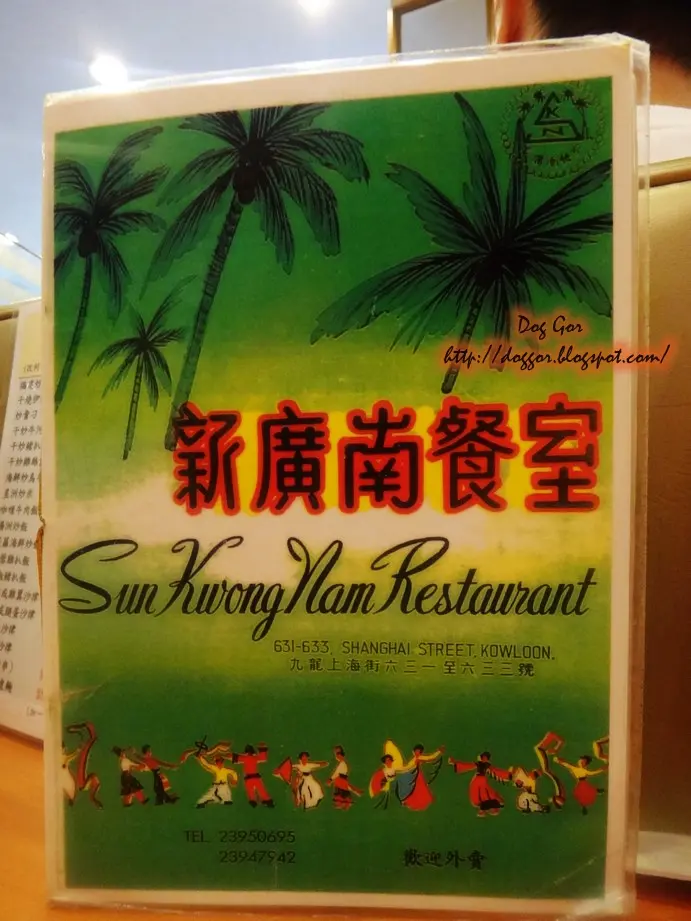 KN
Dog Gor
http://doggor.blogspot.com/
新廣南餐室
Sun Kwong Nam Restaurant
631-633, SHANGHAI STREET, KOWLOON.
九龍上海街六三一至六三三號
TEL. 23950695
23947942
歡迎外賣